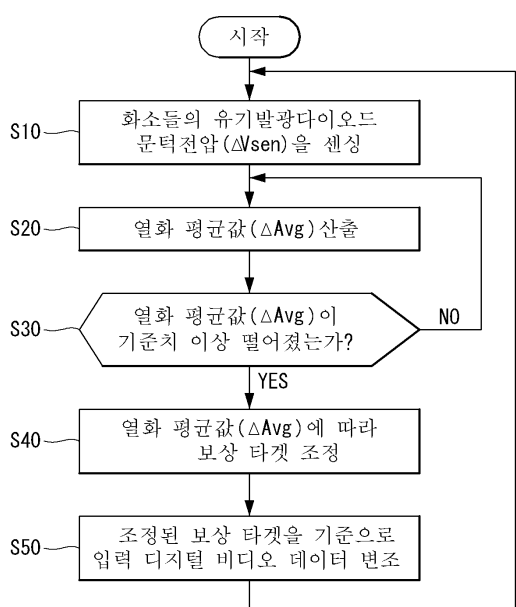 시작
S10
화소들의 유기발광다이오드
문턱전압(△Vsen)을 센싱
S20
열화 평균값(△Avg)산출
S30
열화 평균값(△Avg)이
기준치 이상 떨어졌는가?
NO
YES
S40
열화 평균값(△Avg)에 따라
보상 타겟 조정
S50
조정된 보상 타겟을 기준으로
입력 디지털 비디오 데이터 변조